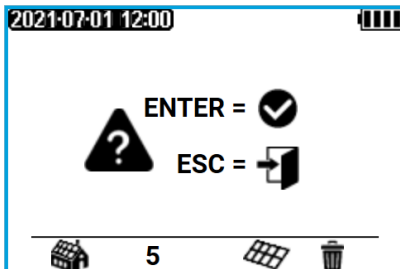 2021-07-01 12:00
?
ENTER =
ESC =
5